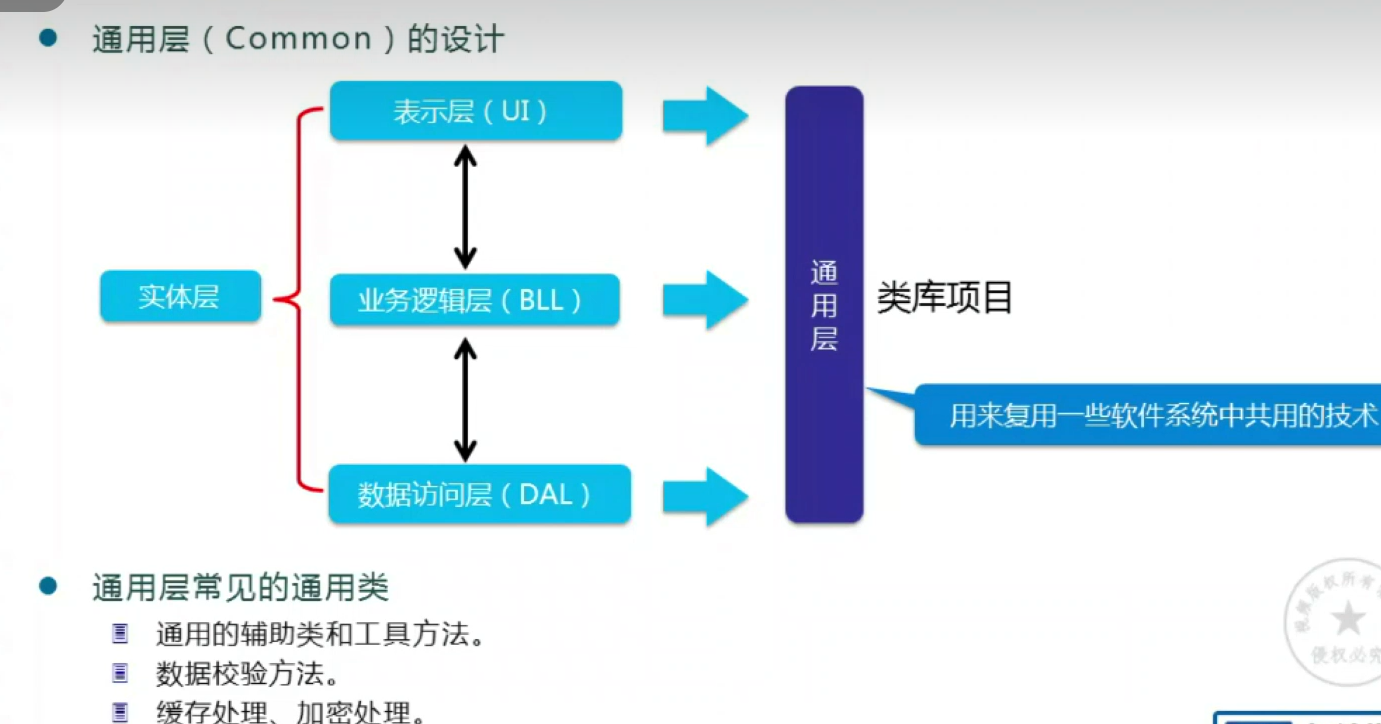 通用层（Common）的设计
表示层（UI）
实体层
业务逻辑层（BLL）
数据访问层（DAL）
通用层
类库项目
用来复用一些软件系统中共用的技术
通用层常见的通用类
通用的辅助类和工具方法。
数据校验方法。
缓存处理、加密处理。
视频版权所有
侵权必究